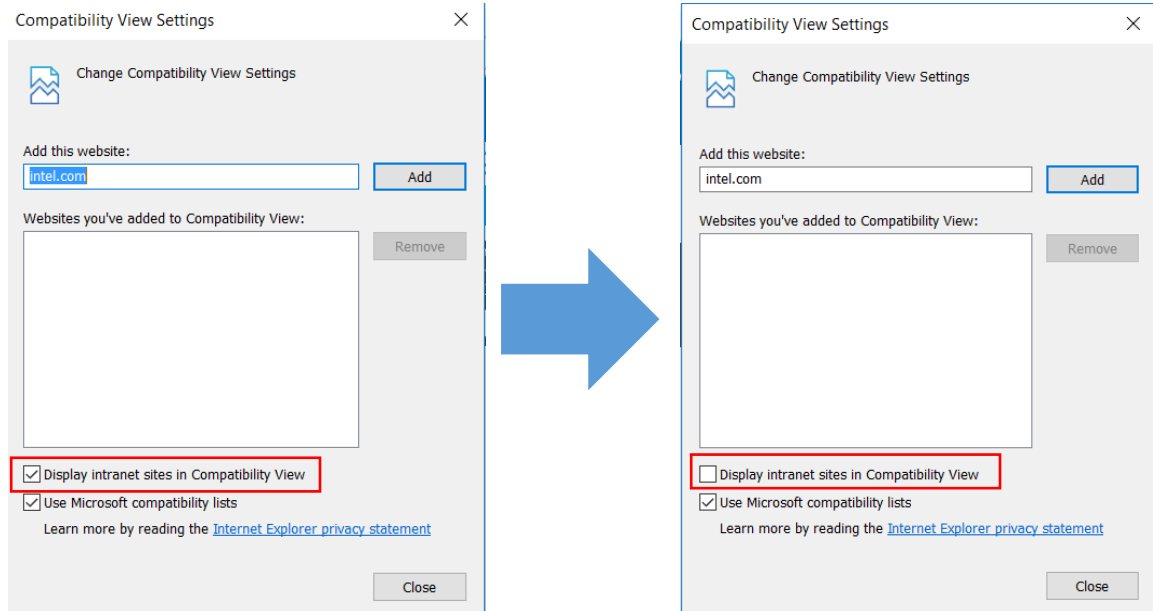 Compatibility View Settings
Change Compatibility View Settings
Add this website:
intel.com
Add
Websites you've added to Compatibility View:
Remove
Display intranet sites in Compatibility View
Use Microsoft compatibility lists
Learn more by reading the Internet Explorer privacy statement
Close
Compatibility View Settings
Change Compatibility View Settings
Add this website:
intel.com
Add
Websites you've added to Compatibility View:
Remove
Display intranet sites in Compatibility View
Use Microsoft compatibility lists
Learn more by reading the Internet Explorer privacy statement
Close